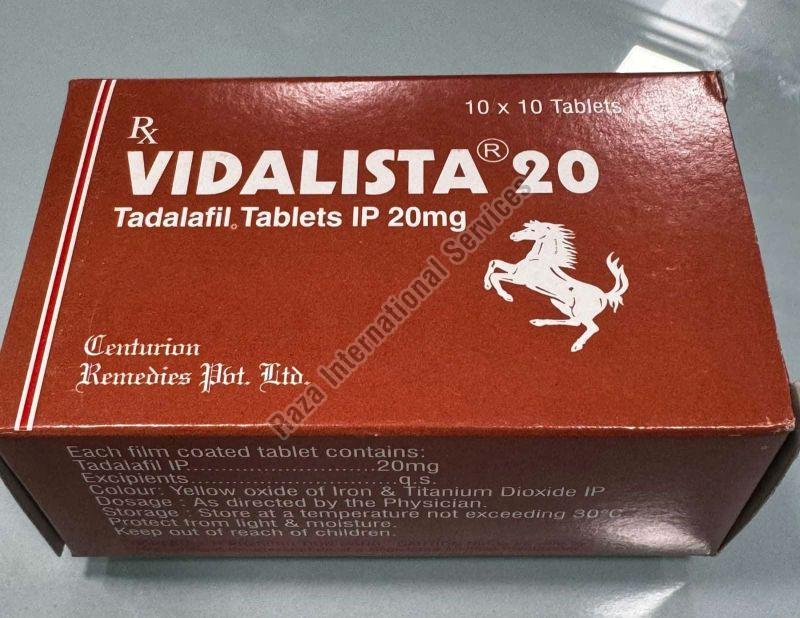 10 x 10 Tablets
Rx
VIDALISTA® 20
Tadalafil Tablets IP 20mg
Centurion
Remedies Pvt. Ltd.
Raza International Services
Each film coated tablet contains:
Tadalafil IP............................20mg
Excipients................................q.s.
Colour: Yellow oxide of Iron & Titanium Dioxide IP
Dosage : As directed by the Physician.
Storage : Store at a temperature not exceeding 30°C
Protect from light & moisture.
Keep out of reach of children.